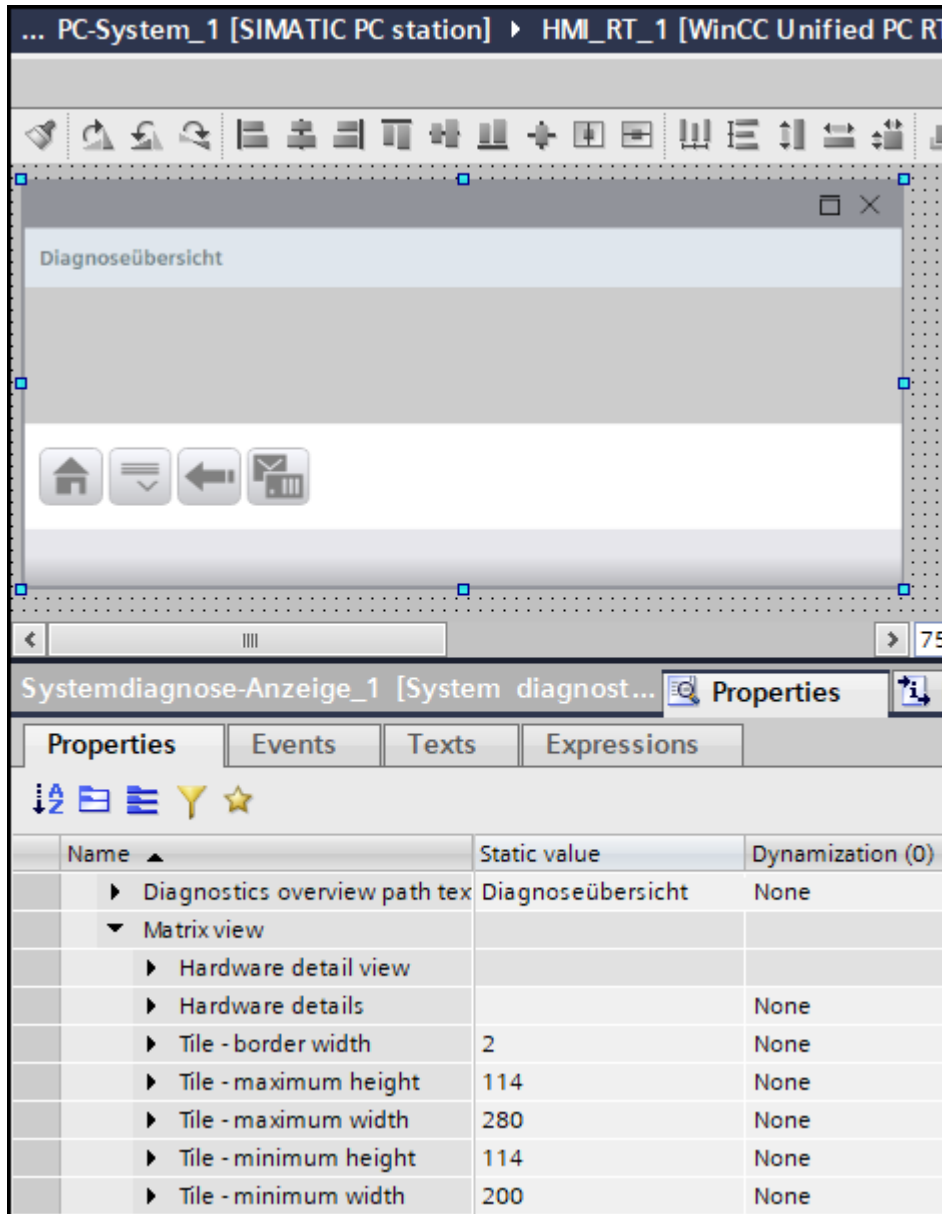 ... PC-System_1 [SIMATIC PC station] ▸ HMI_RT_1 [WinCC Unified PC RT
Diagnoseübersicht
75
Systemdiagnose-Anzeige_1 [System diagnost... Properties
Properties Events Texts Expressions
Name Static value Dynamization (0)
Diagnostics overview path tex Diagnoseübersicht None
Matrix view
Hardware detail view
Hardware details None
Tile - border width 2 None
Tile - maximum height 114 None
Tile - maximum width 280 None
Tile - minimum height 114 None
Tile - minimum width 200 None